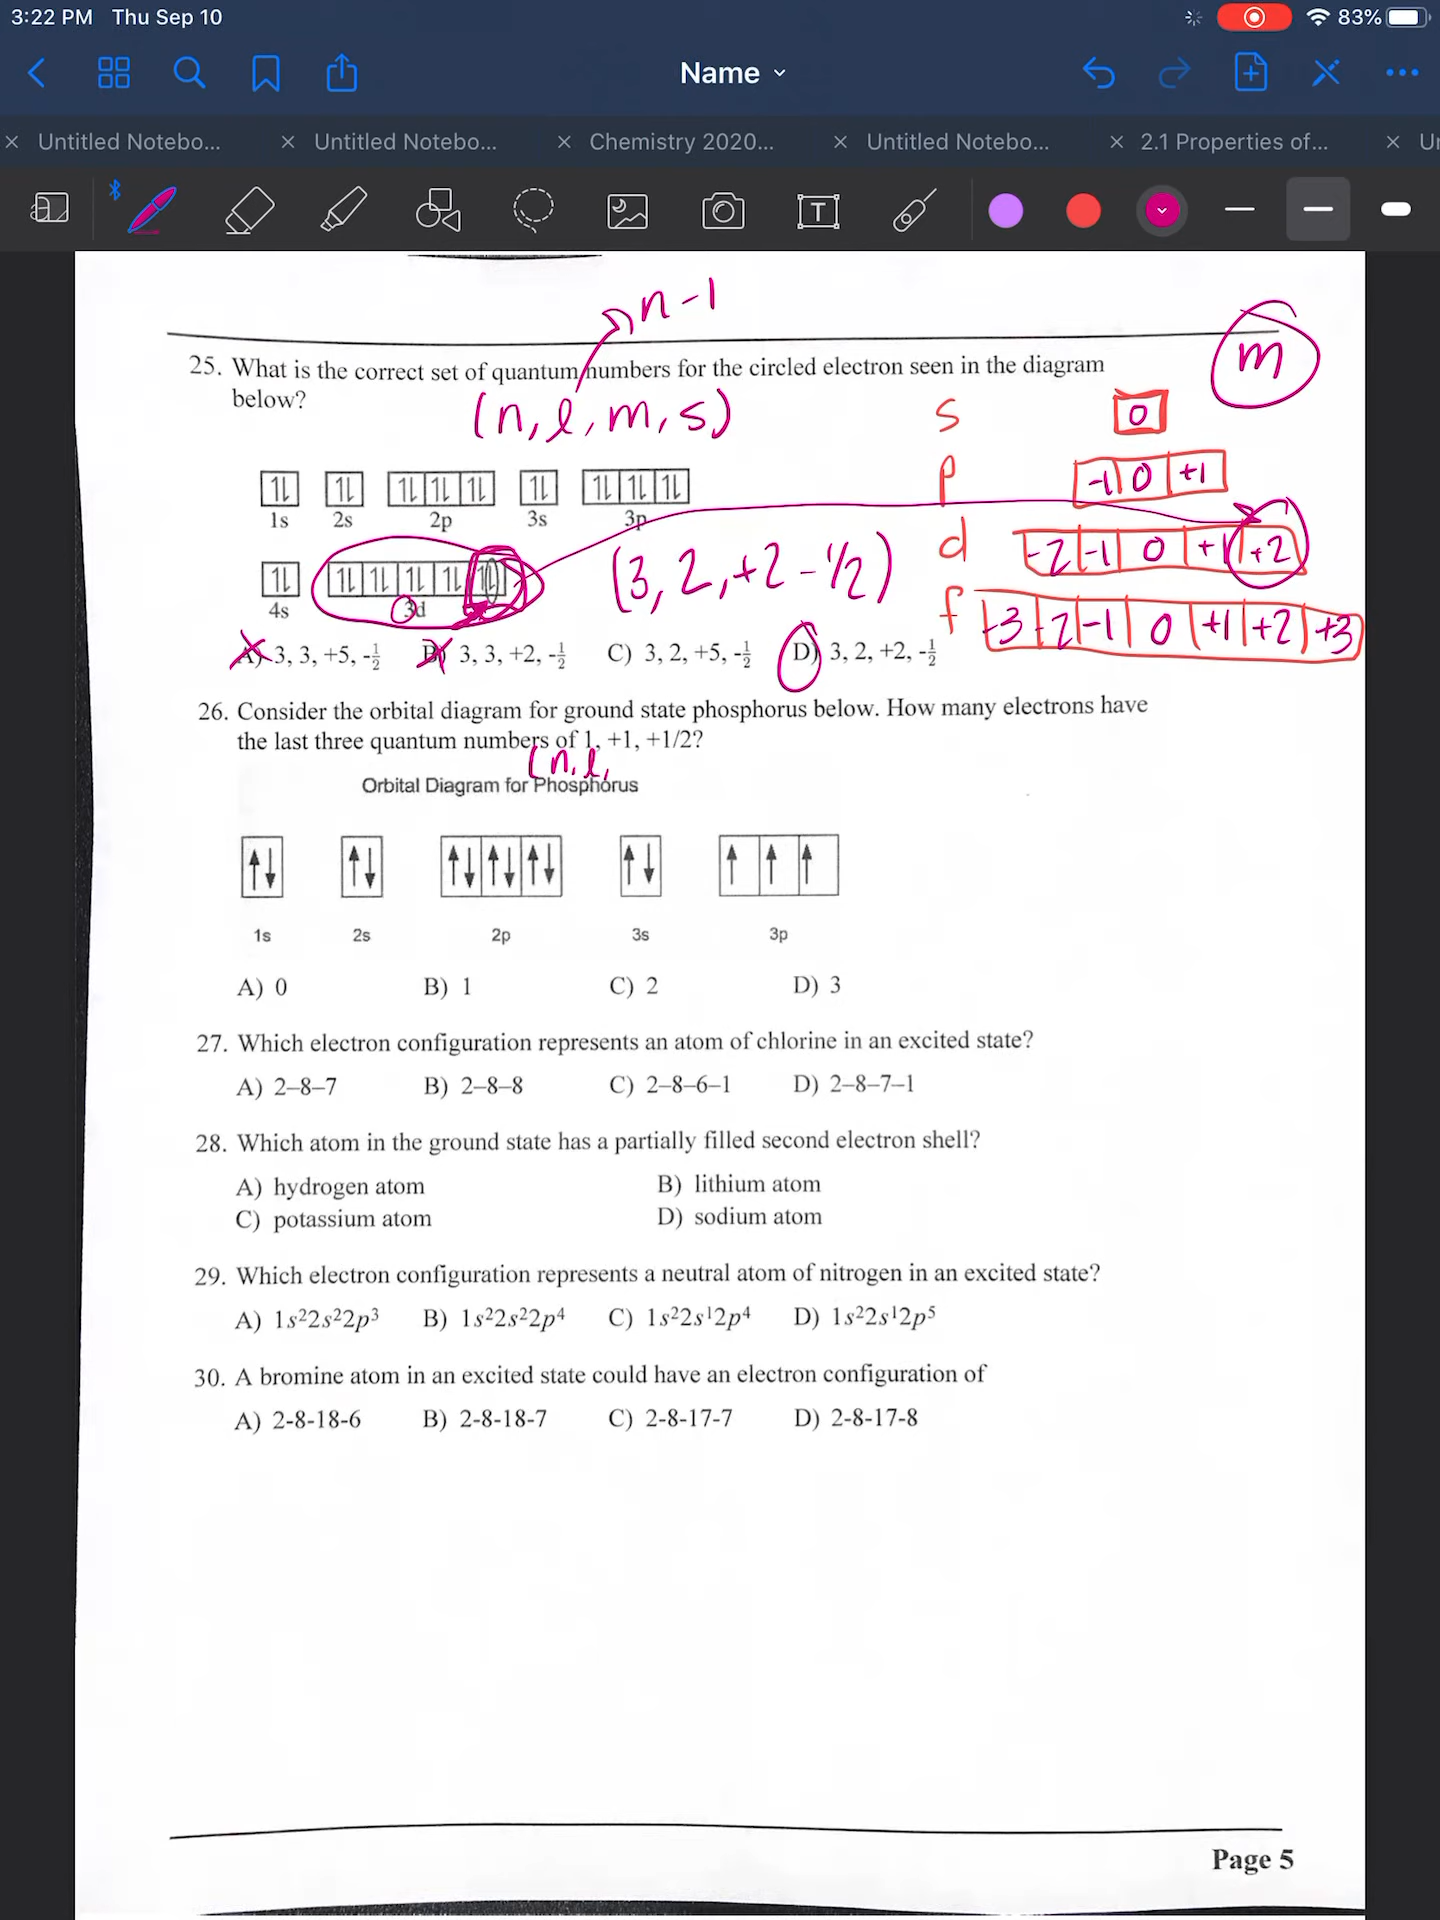 3:22 PM Thu Sep 10
83%
Name
Untitled Notebo...
Untitled Notebo...
Chemistry 2020...
Untitled Notebo...
2.1 Properties of...
n-1
m
25. What is the correct set of quantum numbers for the circled electron seen in the diagram
below?
(n, l, m, s)
s 0
p -1 0 +1
1s 2s 2p 3s 3p
d -2 -1 0 +1 +2
(3, 2, +2 -1/2)
4s 3d
f -3 -2 -1 0 +1 +2 +3
A) 3, 3, +5, -½ B) 3, 3, +2, -½ C) 3, 2, +5, -½ D) 3, 2, +2, -½
26. Consider the orbital diagram for ground state phosphorus below. How many electrons have
the last three quantum numbers of 1, +1, +1/2?
(n, l,
Orbital Diagram for Phosphorus
1s 2s 2p 3s 3p
A) 0 B) 1 C) 2 D) 3
27. Which electron configuration represents an atom of chlorine in an excited state?
A) 2–8–7 B) 2–8–8 C) 2–8–6–1 D) 2–8–7–1
28. Which atom in the ground state has a partially filled second electron shell?
A) hydrogen atom B) lithium atom
C) potassium atom D) sodium atom
29. Which electron configuration represents a neutral atom of nitrogen in an excited state?
A) 1s²2s²2p³ B) 1s²2s²2p⁴ C) 1s²2s¹2p⁴ D) 1s²2s¹2p⁵
30. A bromine atom in an excited state could have an electron configuration of
A) 2-8-18-6 B) 2-8-18-7 C) 2-8-17-7 D) 2-8-17-8
Page 5